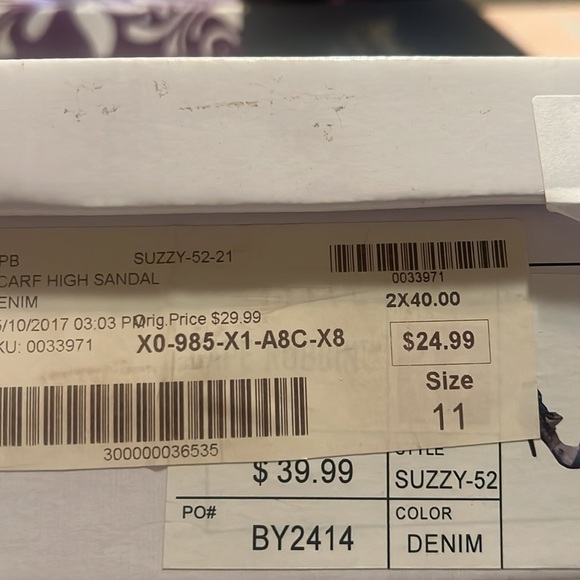 PB SUZZY-52-21
CARF HIGH SANDAL
ENIM
5/10/2017 03:03 PM Orig.Price $29.99
KU: 0033971 X0-985-X1-A8C-X8
0033971
2X40.00
$24.99
Size
11
300000036535
$ 39.99
STYLE
SUZZY-52
PO#
BY2414
COLOR
DENIM